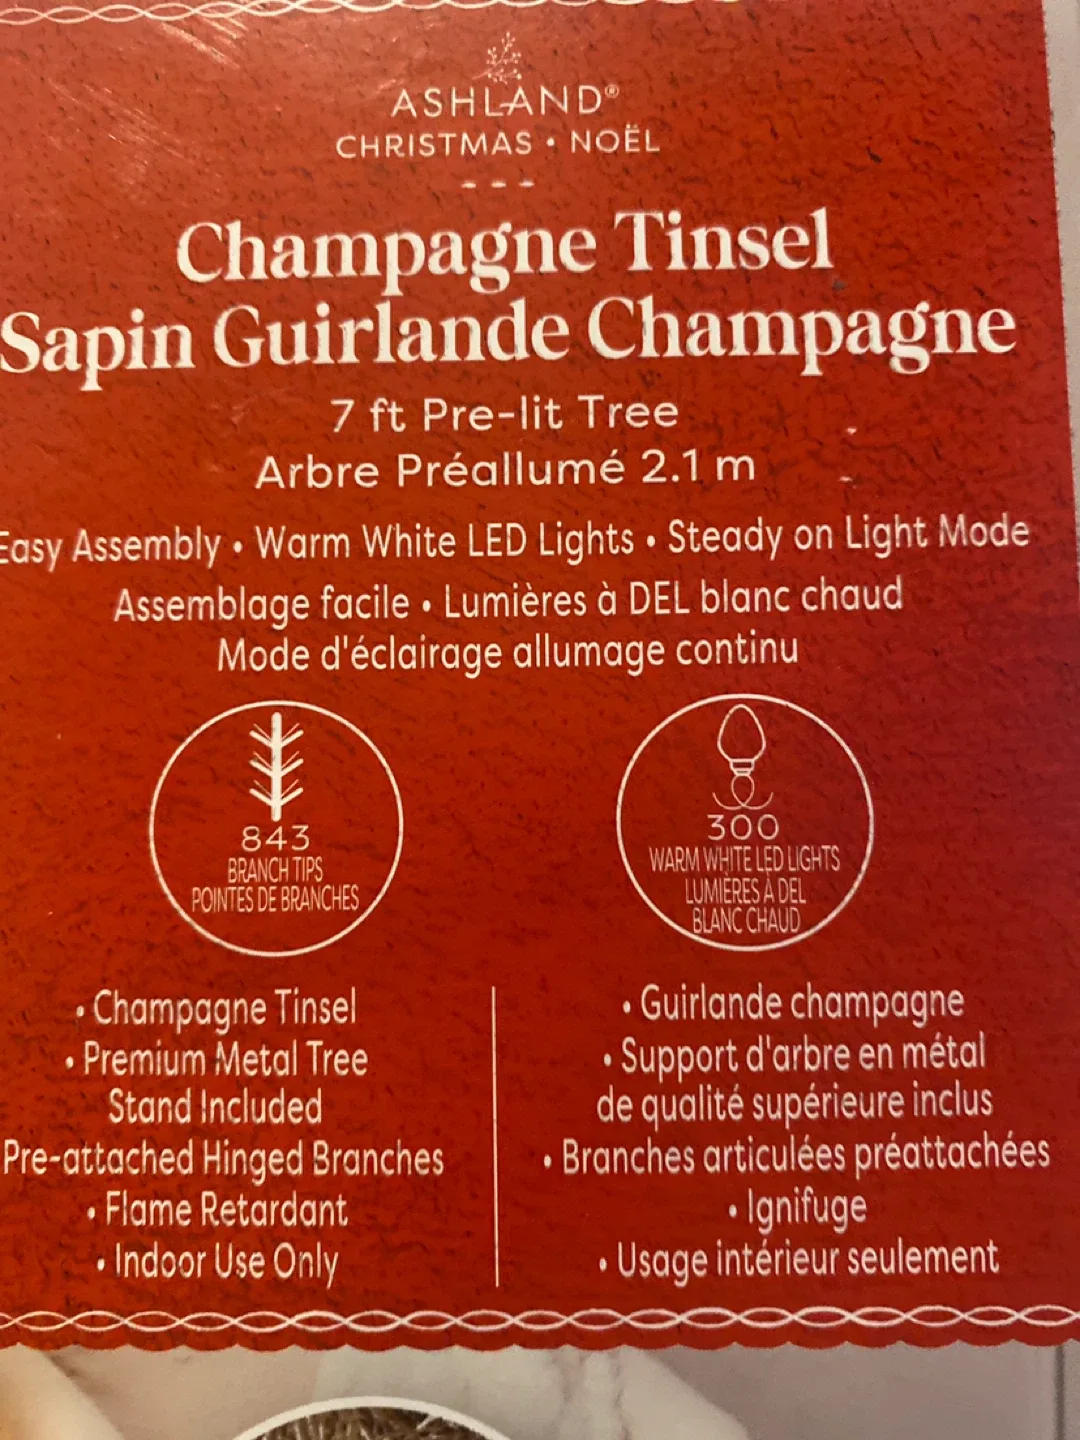 ASHLAND®
CHRISTMAS • NOËL
Champagne Tinsel
Sapin Guirlande Champagne
7 ft Pre-lit Tree
Arbre Préallumé 2.1 m
Easy Assembly • Warm White LED Lights • Steady on Light Mode
Assemblage facile • Lumières à DEL blanc chaud
Mode d'éclairage allumage continu
843
BRANCH TIPS
POINTES DE BRANCHES
300
WARM WHITE LED LIGHTS
LUMIÈRES À DEL
BLANC CHAUD
• Champagne Tinsel
• Premium Metal Tree
Stand Included
Pre-attached Hinged Branches
• Flame Retardant
• Indoor Use Only
• Guirlande champagne
• Support d'arbre en métal
de qualité supérieure inclus
• Branches articulées préattachées
• Ignifuge
• Usage intérieur seulement